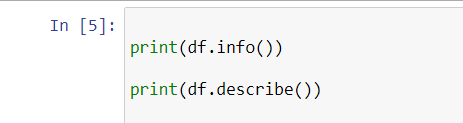 In [5]:
print(df.info())
print(df.describe())